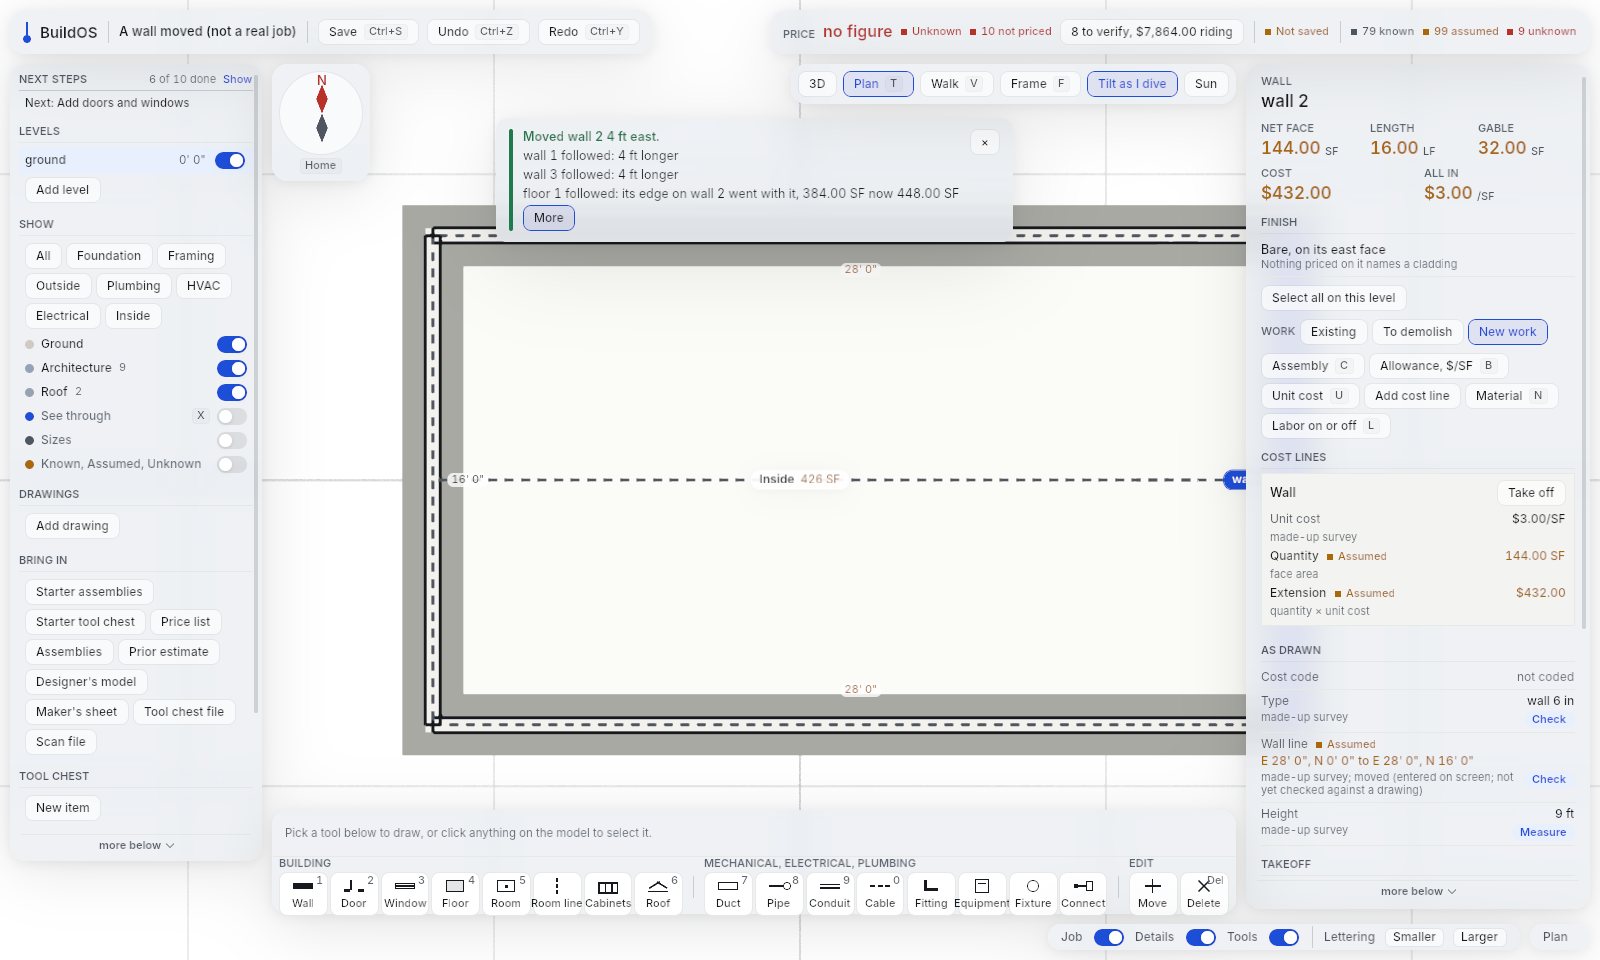 BuildOS
A wall moved (not a real job)
Save Ctrl+S
Undo Ctrl+Z
Redo Ctrl+Y
PRICE no figure
Unknown
10 not priced
8 to verify, $7,864.00 riding
Not saved
79 known
99 assumed
9 unknown
NEXT STEPS 6 of 10 done Show
Next: Add doors and windows
LEVELS
ground 0' 0"
Add level
SHOW
All Foundation Framing
Outside Plumbing HVAC
Electrical Inside
Ground
Architecture 9
Roof 2
See through X
Sizes
Known, Assumed, Unknown
DRAWINGS
Add drawing
BRING IN
Starter assemblies
Starter tool chest Price list
Assemblies Prior estimate
Designer's model
Maker's sheet Tool chest file
Scan file
TOOL CHEST
New item
more below
N
Home
3D
Plan T
Walk V
Frame F
Tilt as I dive
Sun
Moved wall 2 4 ft east.
×
wall 1 followed: 4 ft longer
wall 3 followed: 4 ft longer
floor 1 followed: its edge on wall 2 went with it, 384.00 SF now 448.00 SF
More
28' 0"
16' 0"
Inside 426 SF
wa
28' 0"
WALL
wall 2
NET FACE LENGTH GABLE
144.00 SF 16.00 LF 32.00 SF
COST ALL IN
$432.00 $3.00 /SF
FINISH
Bare, on its east face
Nothing priced on it names a cladding
Select all on this level
WORK Existing To demolish New work
Assembly C Allowance, $/SF B
Unit cost U Add cost line Material N
Labor on or off L
COST LINES
Wall Take off
Unit cost $3.00/SF
made-up survey
Quantity Assumed 144.00 SF
face area
Extension Assumed $432.00
quantity × unit cost
AS DRAWN
Cost code not coded
Type wall 6 in
made-up survey Check
Wall line Assumed
E 28' 0", N 0' 0" to E 28' 0", N 16' 0"
made-up survey; moved (entered on screen; not
yet checked against a drawing) Check
Height 9 ft
made-up survey Measure
TAKEOFF
more below
Pick a tool below to draw, or click anything on the model to select it.
BUILDING
Wall 1
Door 2
Window 3
Floor 4
Room 5
Room line
Cabinets
Roof 6
MECHANICAL, ELECTRICAL, PLUMBING
Duct 7
Pipe 8
Conduit 9
Cable 0
Fitting
Equipment
Fixture
Connect
EDIT
Move
Delete Del
Job Details Tools
Lettering Smaller Larger
Plan